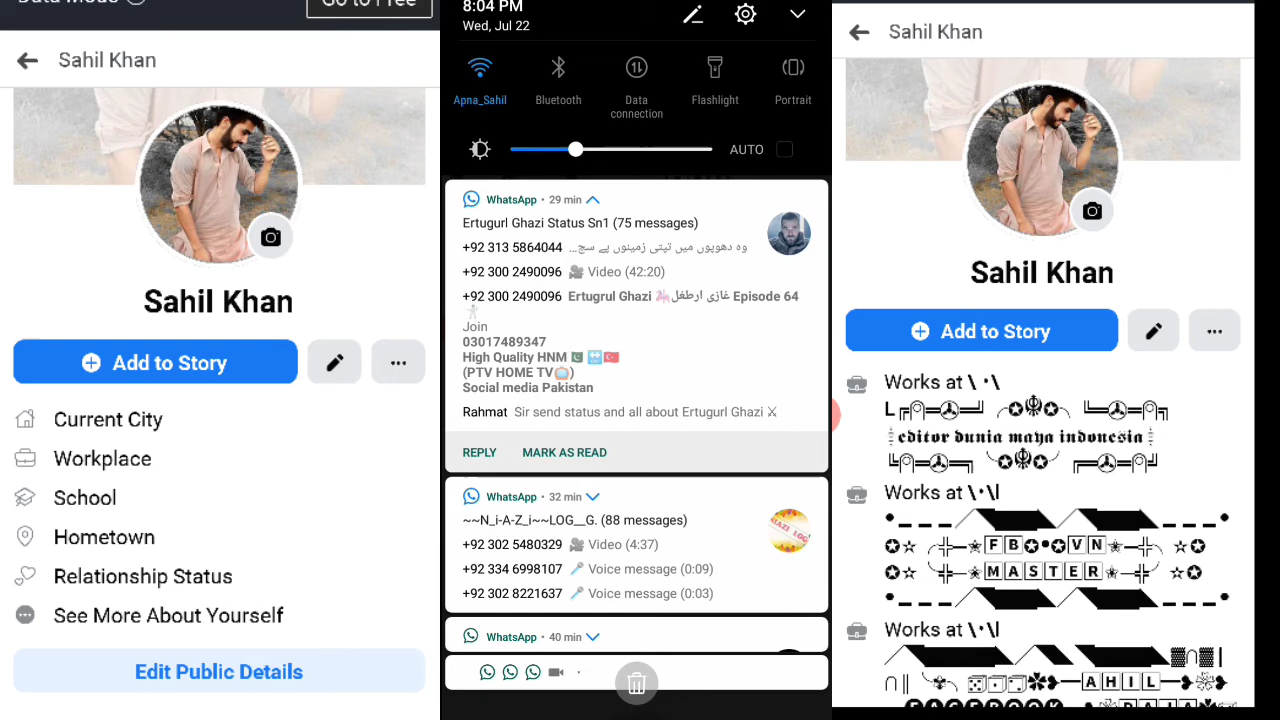 Go to Free
Sahil Khan
Sahil Khan
Add to Story
Current City
Workplace
School
Hometown
Relationship Status
See More About Yourself
Edit Public Details
8:04 PM
Wed, Jul 22
Apna_Sahil
Bluetooth
Data connection
Flashlight
Portrait
AUTO
WhatsApp • 29 min
Ertugurl Ghazi Status Sn1 (75 messages)
+92 313 5864044 وہ دھوپوں میں تپتی زمینوں پے سج...
+92 300 2490096 🎥 Video (42:20)
+92 300 2490096 Ertugrul Ghazi غازی ارطغل Episode 64
Join
03017489347
High Quality HNM 🇵🇰 🇹🇷
(PTV HOME TV📺)
Social media Pakistan
Rahmat Sir send status and all about Ertugurl Ghazi ⚔
REPLY MARK AS READ
WhatsApp • 32 min
~~N_i-A-Z_i~~LOG__G. (88 messages)
+92 302 5480329 🎥 Video (4:37)
+92 334 6998107 🎤 Voice message (0:09)
+92 302 8221637 🎤 Voice message (0:03)
WhatsApp • 40 min
Sahil Khan
Sahil Khan
Add to Story
Works at \ • \
𝖊𝖉𝖎𝖙𝖔𝖗 𝖉𝖚𝖓𝖎𝖆 𝖒𝖆𝖞𝖆 𝖎𝖓𝖉𝖔𝖓𝖊𝖘𝖎𝖆
Works at \•\l
🄵🄱✪•✪🅅🄽
🄼🄰🅂🅃🄴🅁
Works at \•\l
🄰🄷🄸🄻